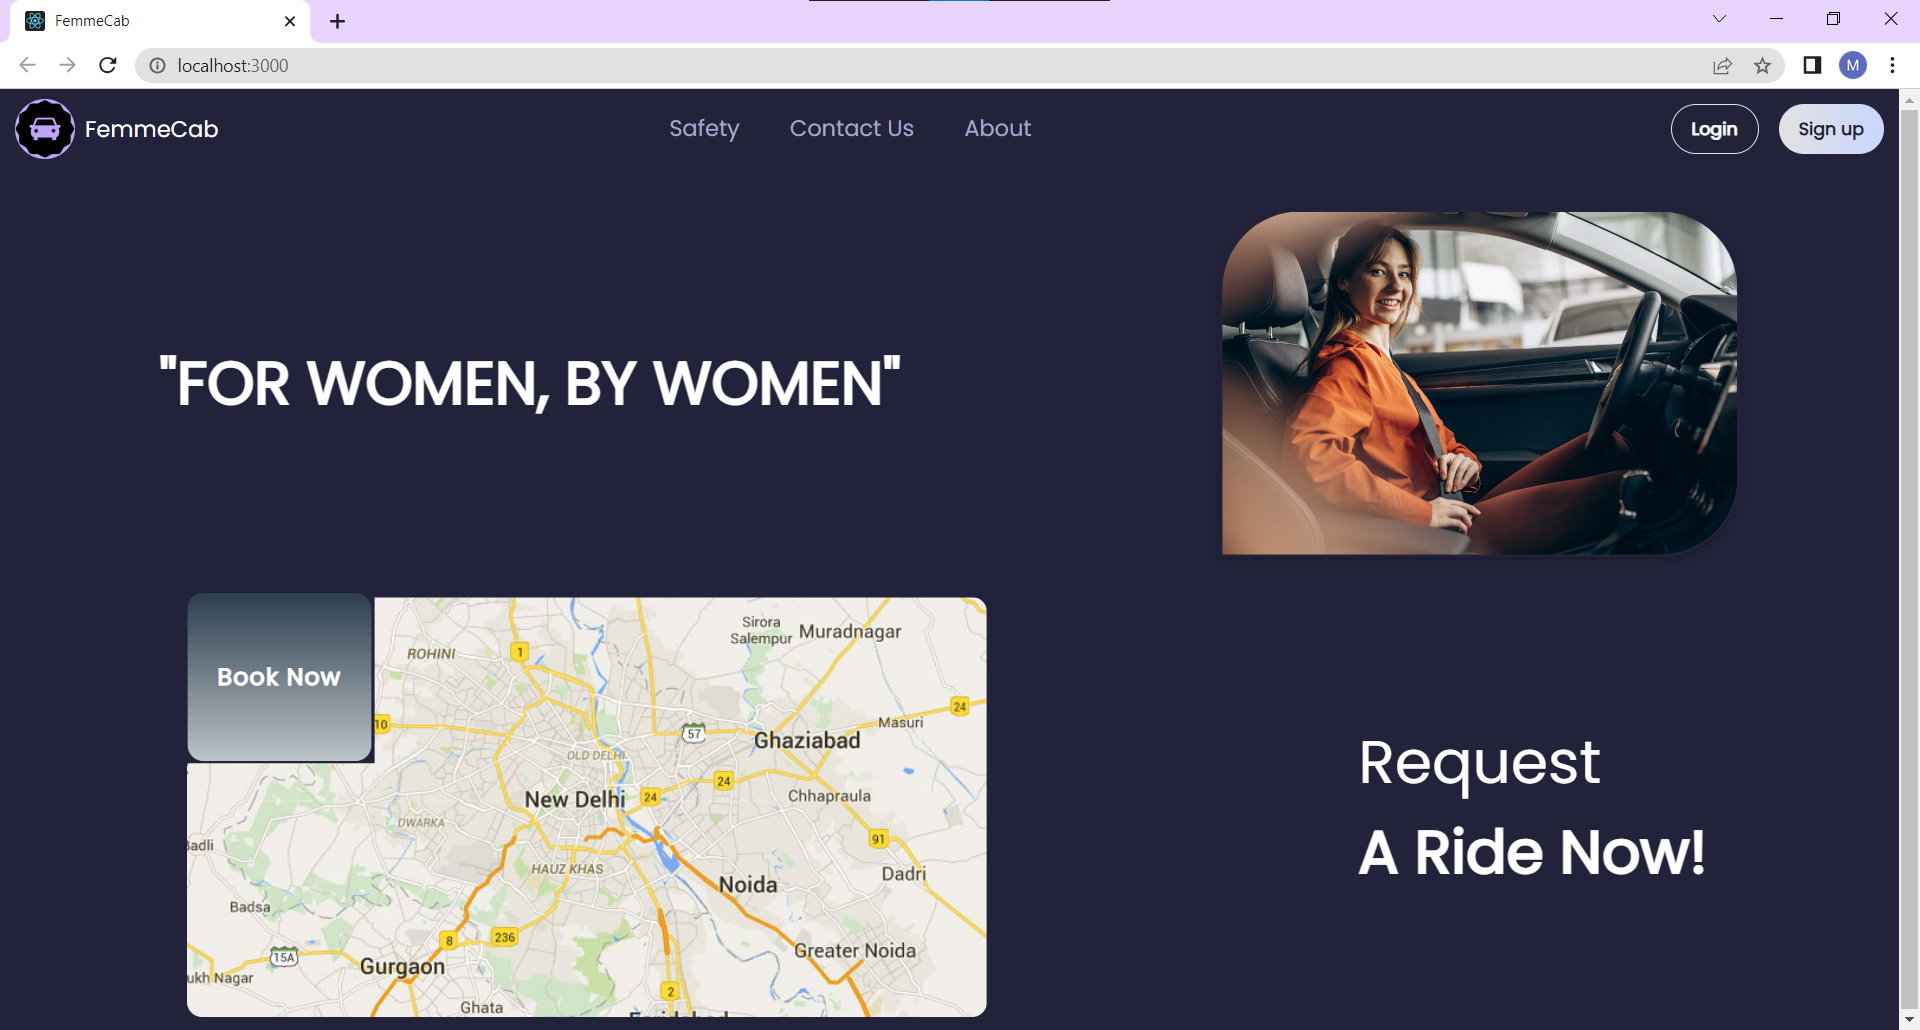 FemmeCab
localhost:3000
M
FemmeCab
Safety
Contact Us
About
Login
Sign up
"FOR WOMEN, BY WOMEN"
Book Now
Sirora
Salempur
Muradnagar
ROHINI
1
24
10
57
Masuri
Ghaziabad
OLD DELHI
24
New Delhi
24
Chhapraula
DWARKA
91
adli
HAUZ KHAS
Dadri
Noida
Badsa
8
236
Greater Noida
15A
Gurgaon
ukh Nagar
2
Ghata
Request
A Ride Now!